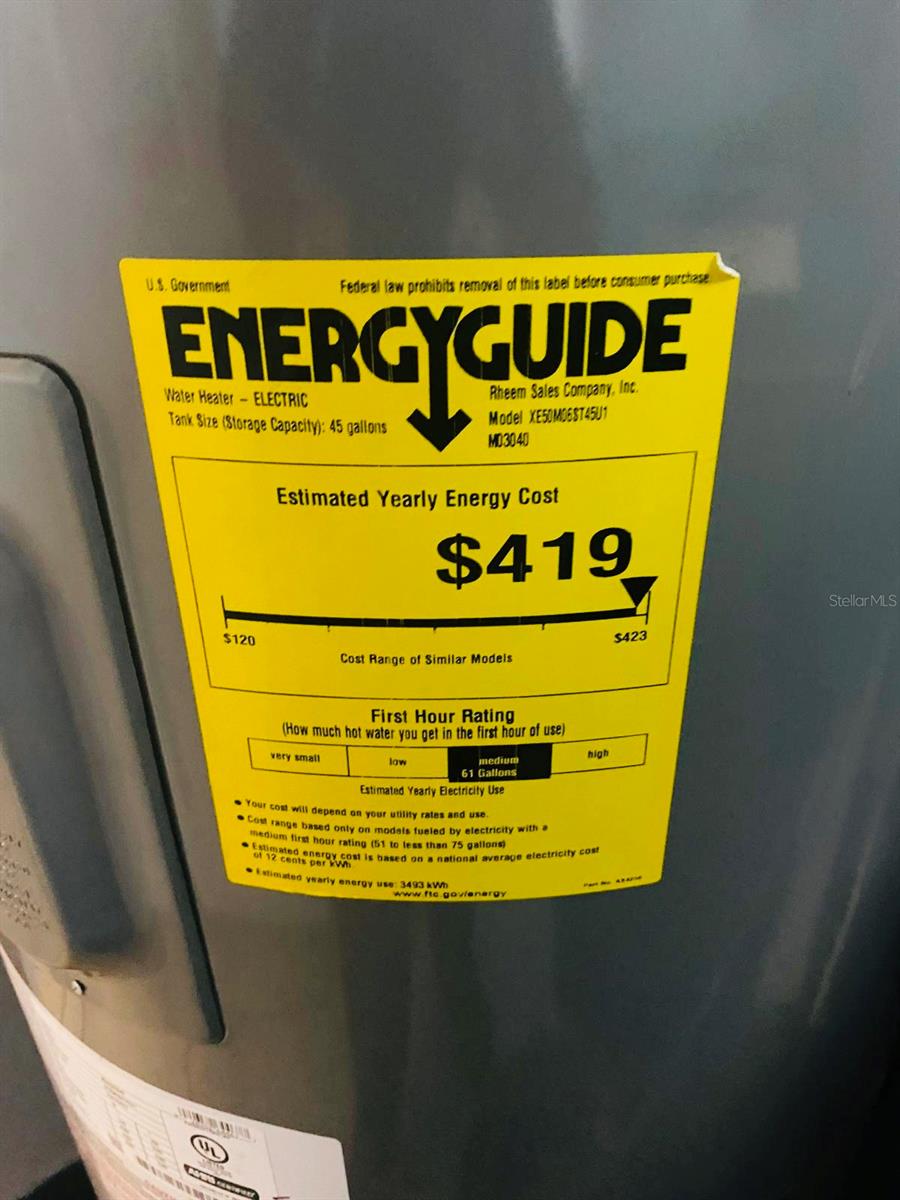 U.S. Government
Federal law prohibits removal of this label before consumer purchase.
ENERGYGUIDE
Water Heater – ELECTRIC
Tank Size (Storage Capacity): 45 gallons
Rheem Sales Company, Inc.
Model XE50M06ST45U1
M03040
Estimated Yearly Energy Cost
$419
$120
$423
Cost Range of Similar Models
First Hour Rating
(How much hot water you get in the first hour of use)
very small
low
medium
61 Gallons
high
Estimated Yearly Electricity Use
• Your cost will depend on your utility rates and use.
• Cost range based only on models fueled by electricity with a
medium first hour rating (51 to less than 75 gallons)
• Estimated energy cost is based on a national average electricity cost
of 12 cents per kWh.
• Estimated yearly energy use: 3493 kWh
www.ftc.gov/energy
Part No.
StellarMLS
UL
LISTED